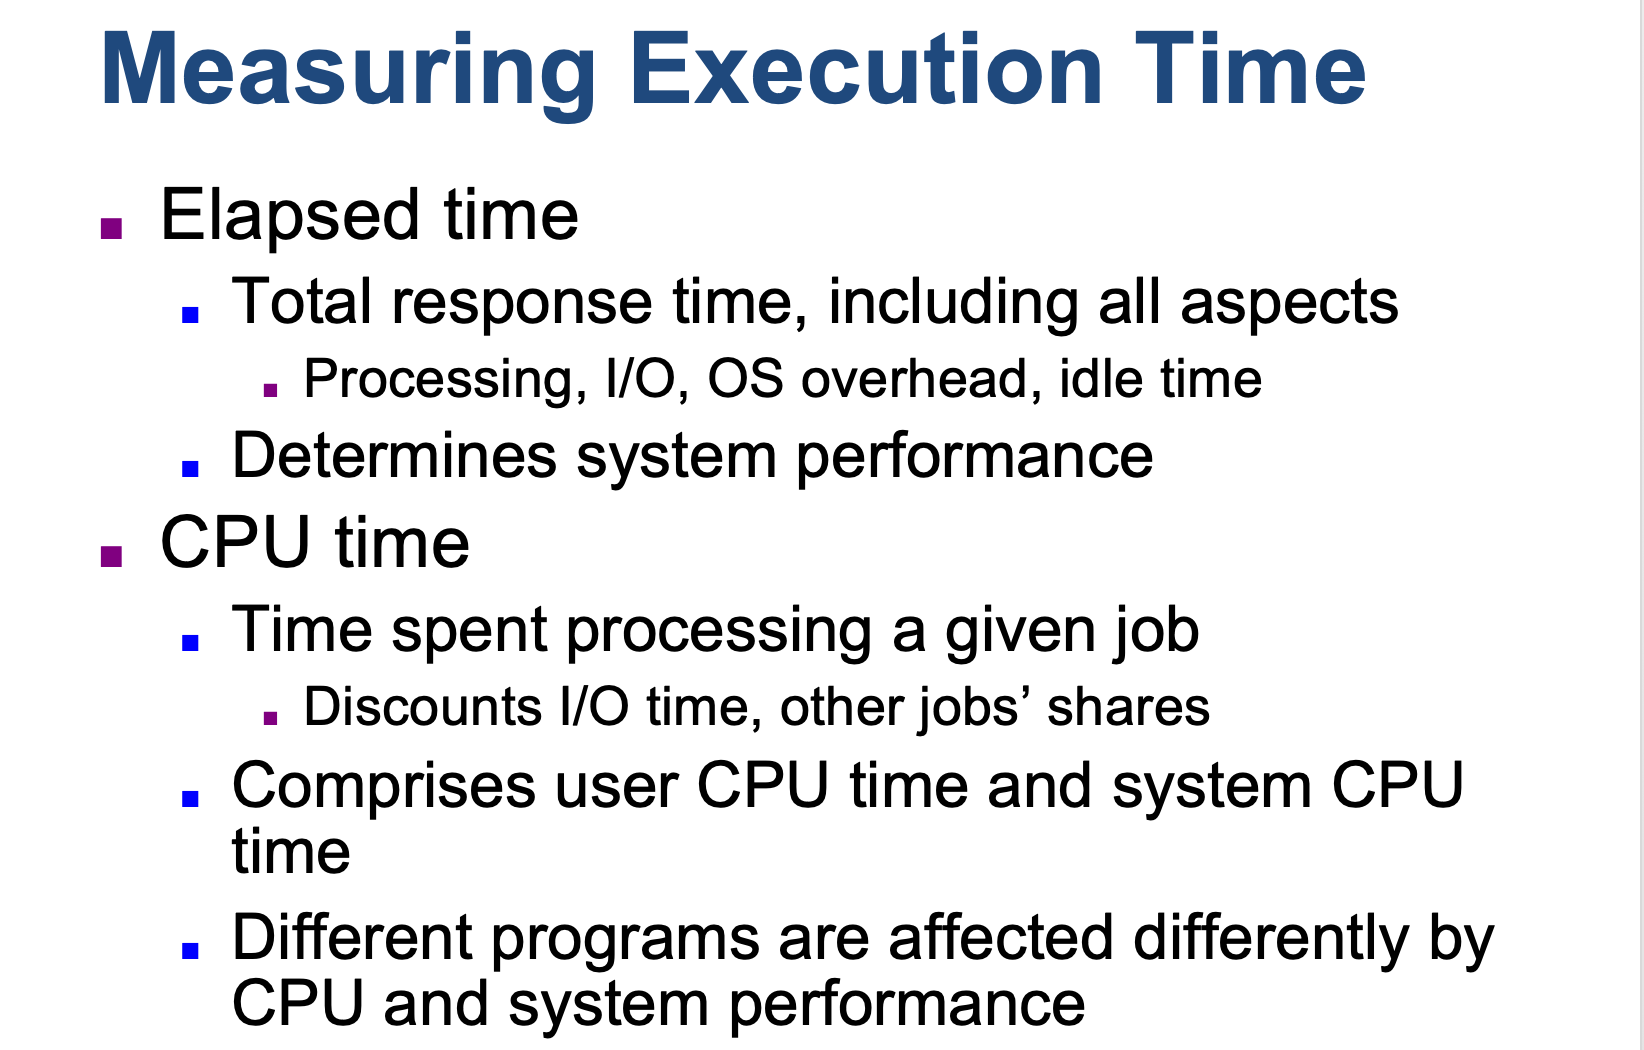 Measuring Execution Time
Elapsed time
Total response time, including all aspects
Processing, I/O, OS overhead, idle time
Determines system performance
CPU time
Time spent processing a given job
Discounts I/O time, other jobs’ shares
Comprises user CPU time and system CPU
time
Different programs are affected differently by
CPU and system performance